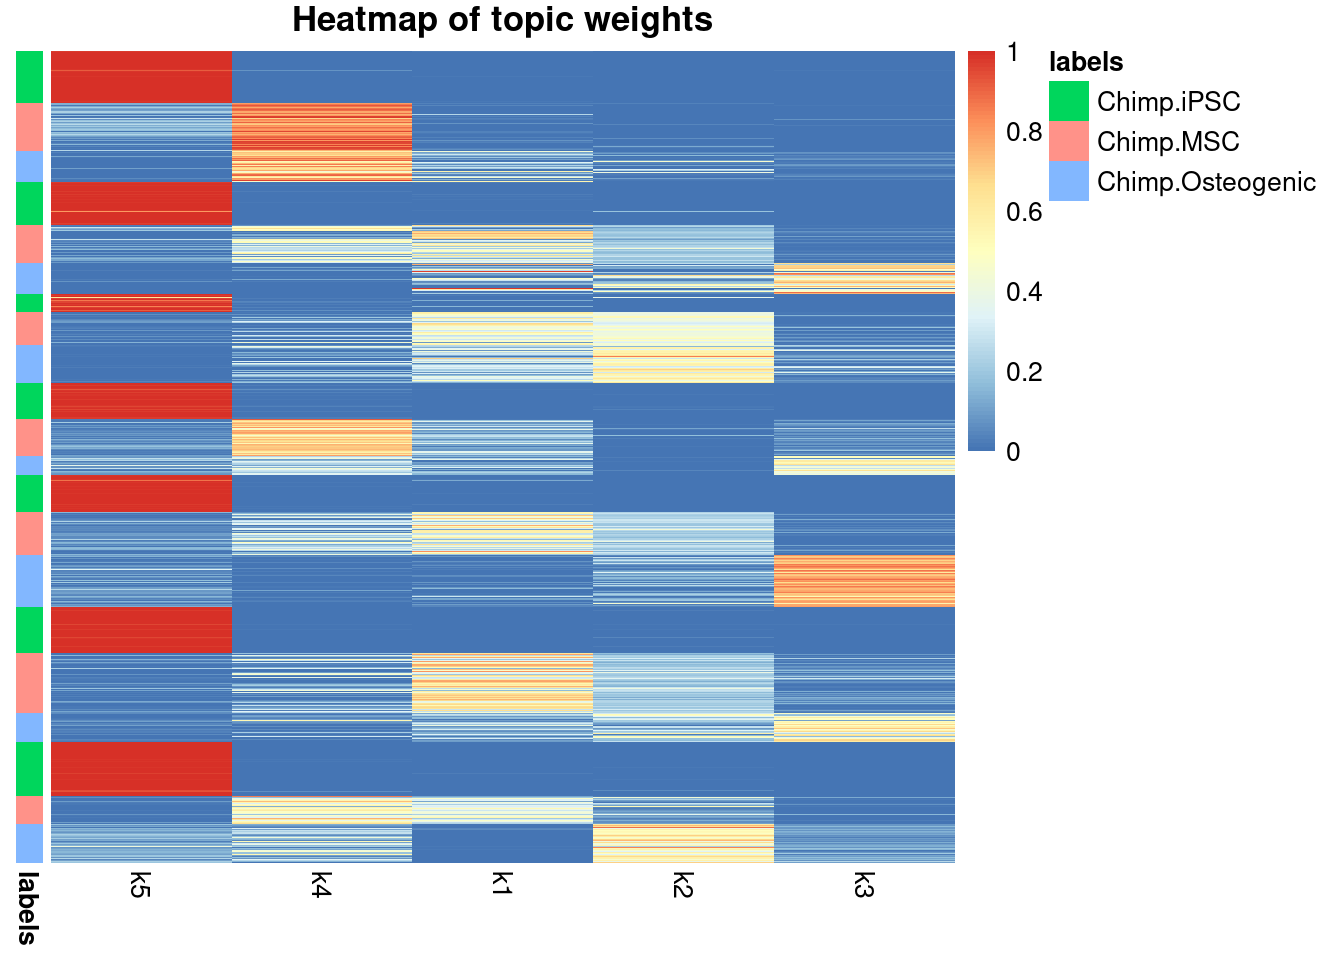 Heatmap of topic weights
1
0.8
0.6
0.4
0.2
0
labels
Chimp.iPSC
Chimp.MSC
Chimp.Osteogenic
labels
k5
k4
k1
k2
k3